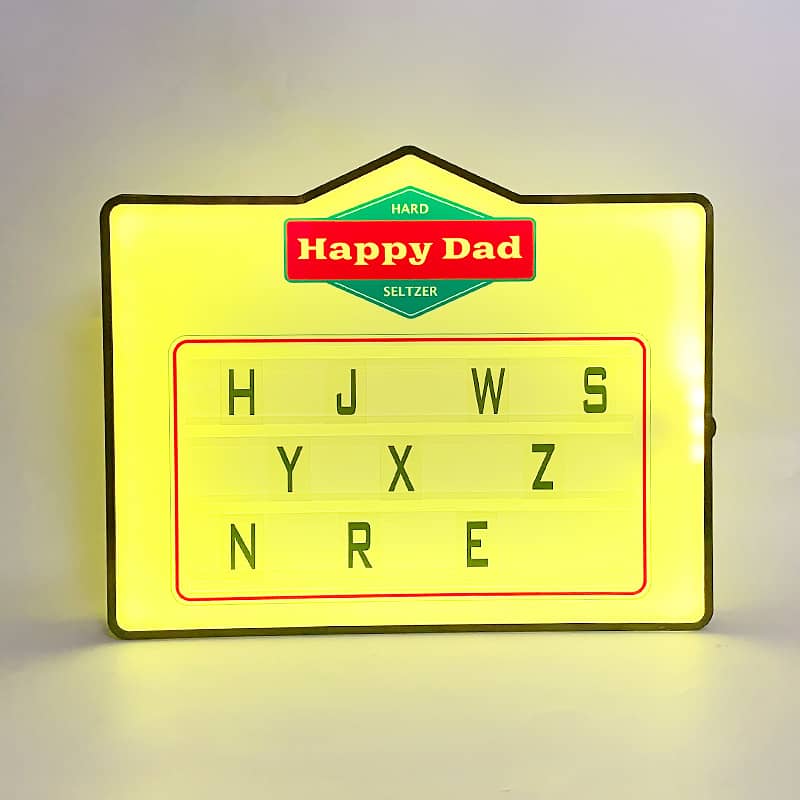 HARD
Happy Dad
SELTZER
H J W S
Y X Z
N R E